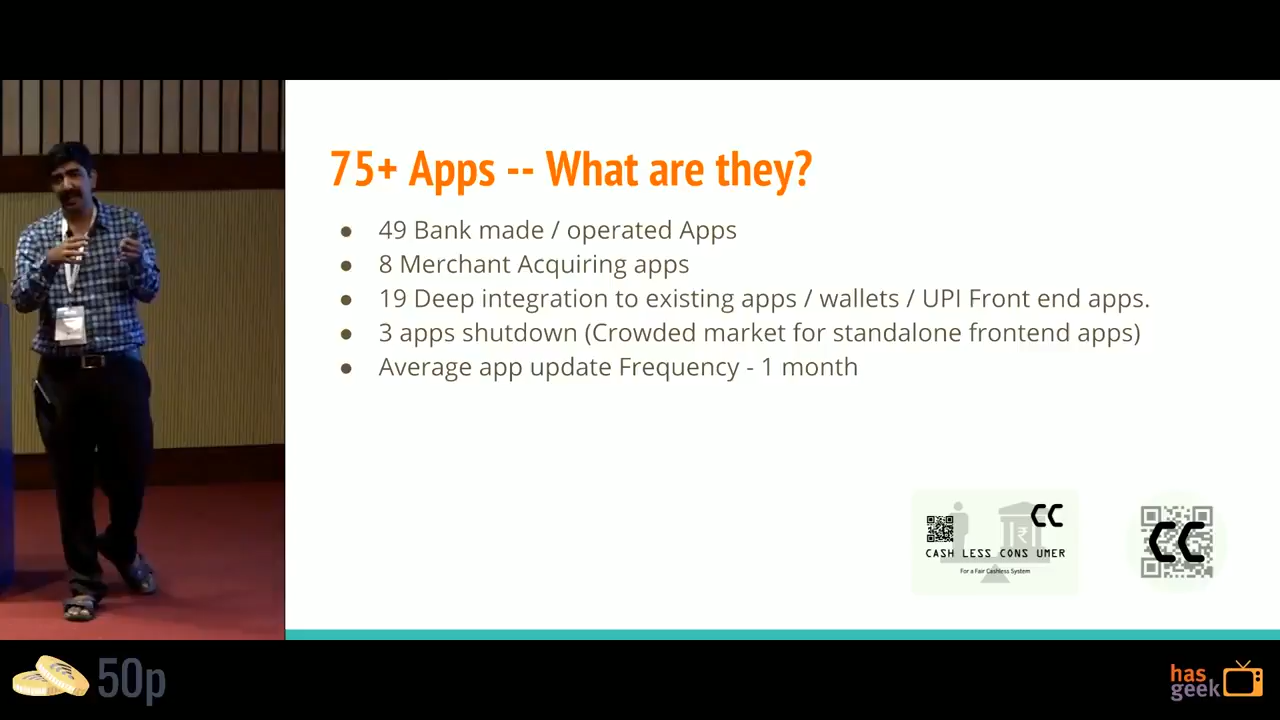 75+ Apps -- What are they?
● 49 Bank made / operated Apps
● 8 Merchant Acquiring apps
● 19 Deep integration to existing apps / wallets / UPI Front end apps.
● 3 apps shutdown (Crowded market for standalone frontend apps)
● Average app update Frequency - 1 month
CC
CASH LESS CONS UMER
For a Fair Cashless System
CC
50p
has
geek